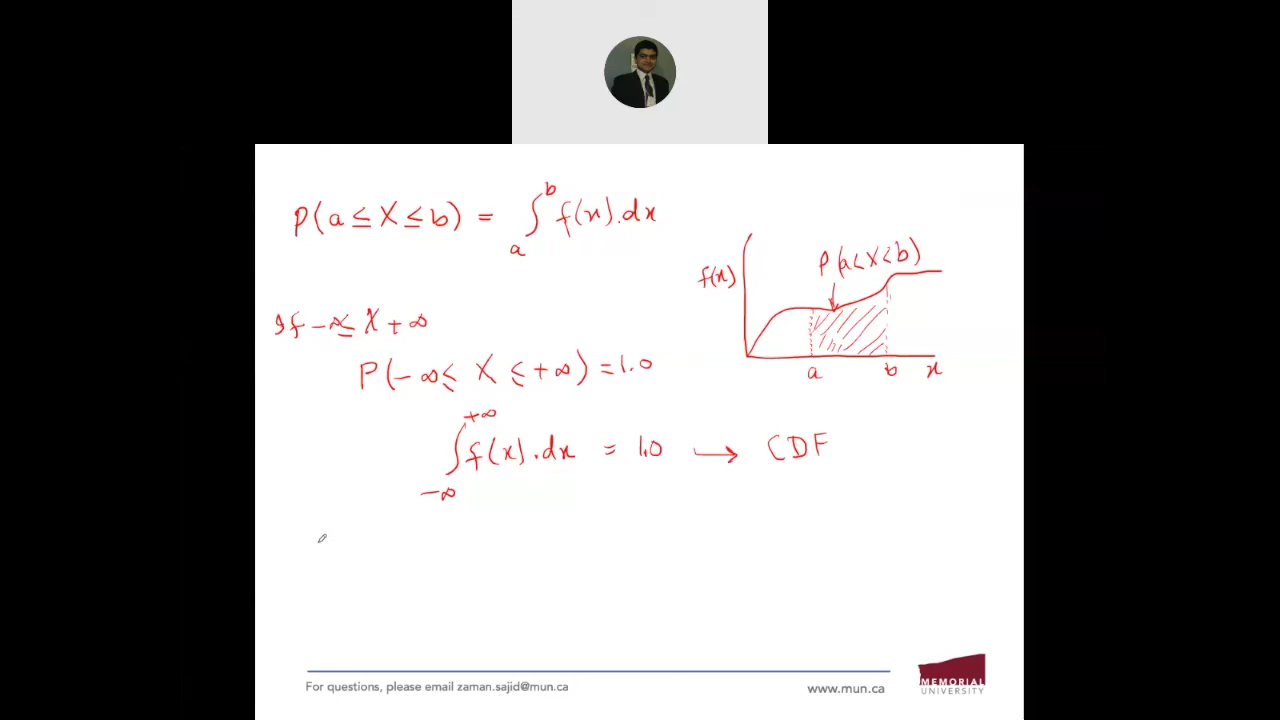 P(a ≤ X ≤ b) = ∫_a^b f(x).dx
P(a<X<b)
f(x)
a b x
If -∞ ≤ X + ∞
P(-∞ ≤ X ≤ +∞) = 1.0
∫_{-∞}^{+∞} f(x).dx = 1.0 → CDF
For questions, please email zaman.sajid@mun.ca
www.mun.ca
MEMORIAL
UNIVERSITY